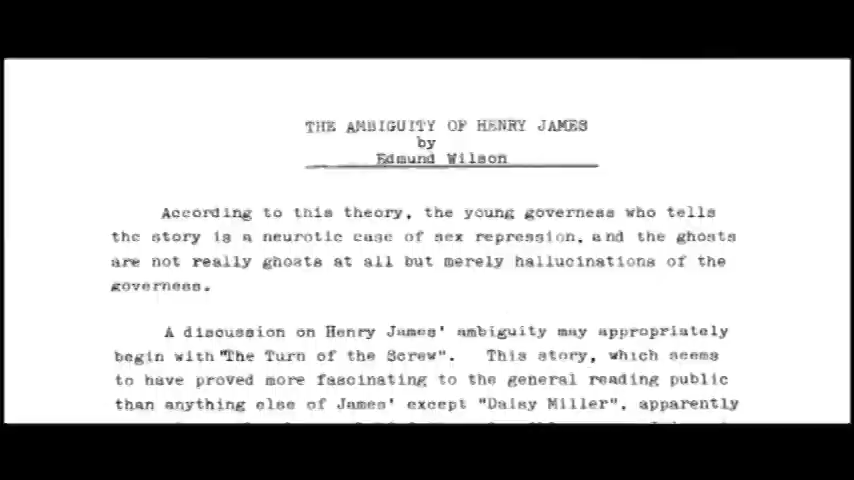 THE AMBIGUITY OF HENRY JAMES
by
Edmund Wilson
According to this theory, the young governess who tells
the story is a neurotic case of sex repression, and the ghosts
are not really ghosts at all but merely hallucinations of the
governess.
A discussion on Henry James' ambiguity may appropriately
begin with "The Turn of the Screw". This story, which seems
to have proved more fascinating to the general reading public
than anything else of James' except "Daisy Miller", apparently